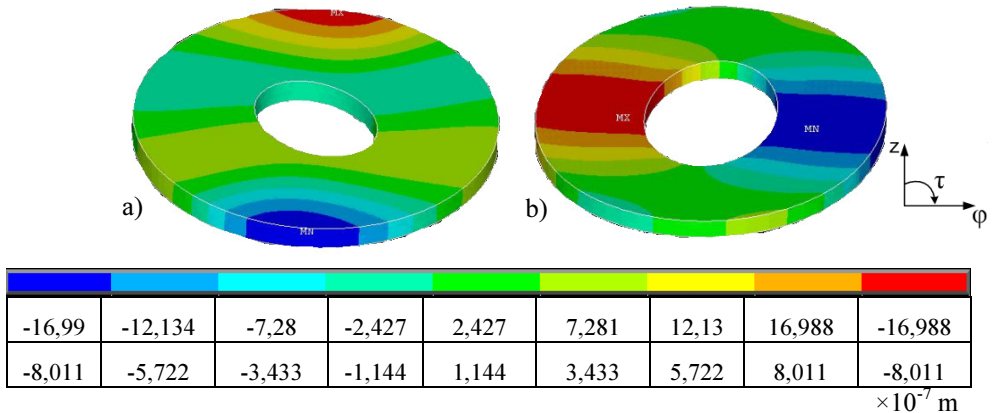 MX
MX
MN
z
τ
a)
MN
b)
φ
-16,99 -12,134 -7,28 -2,427 2,427 7,281 12,13 16,988 -16,988
-8,011 -5,722 -3,433 -1,144 1,144 3,433 5,722 8,011 -8,011
×10⁻⁷ m